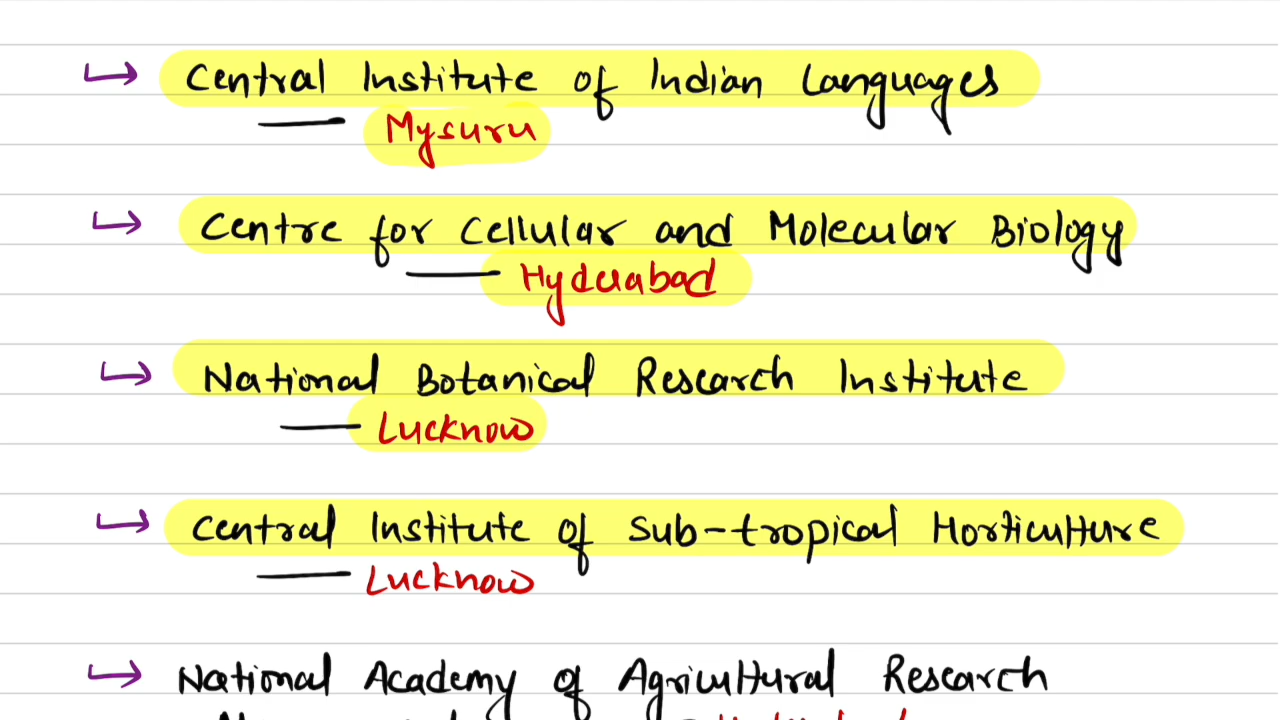 Central Institute of Indian Languages
— Mysuru
Centre for Cellular and Molecular Biology
— Hyderabad
National Botanical Research Institute
— Lucknow
Central Institute of Sub-tropical Horticulture
— Lucknow
National Academy of Agricultural Research